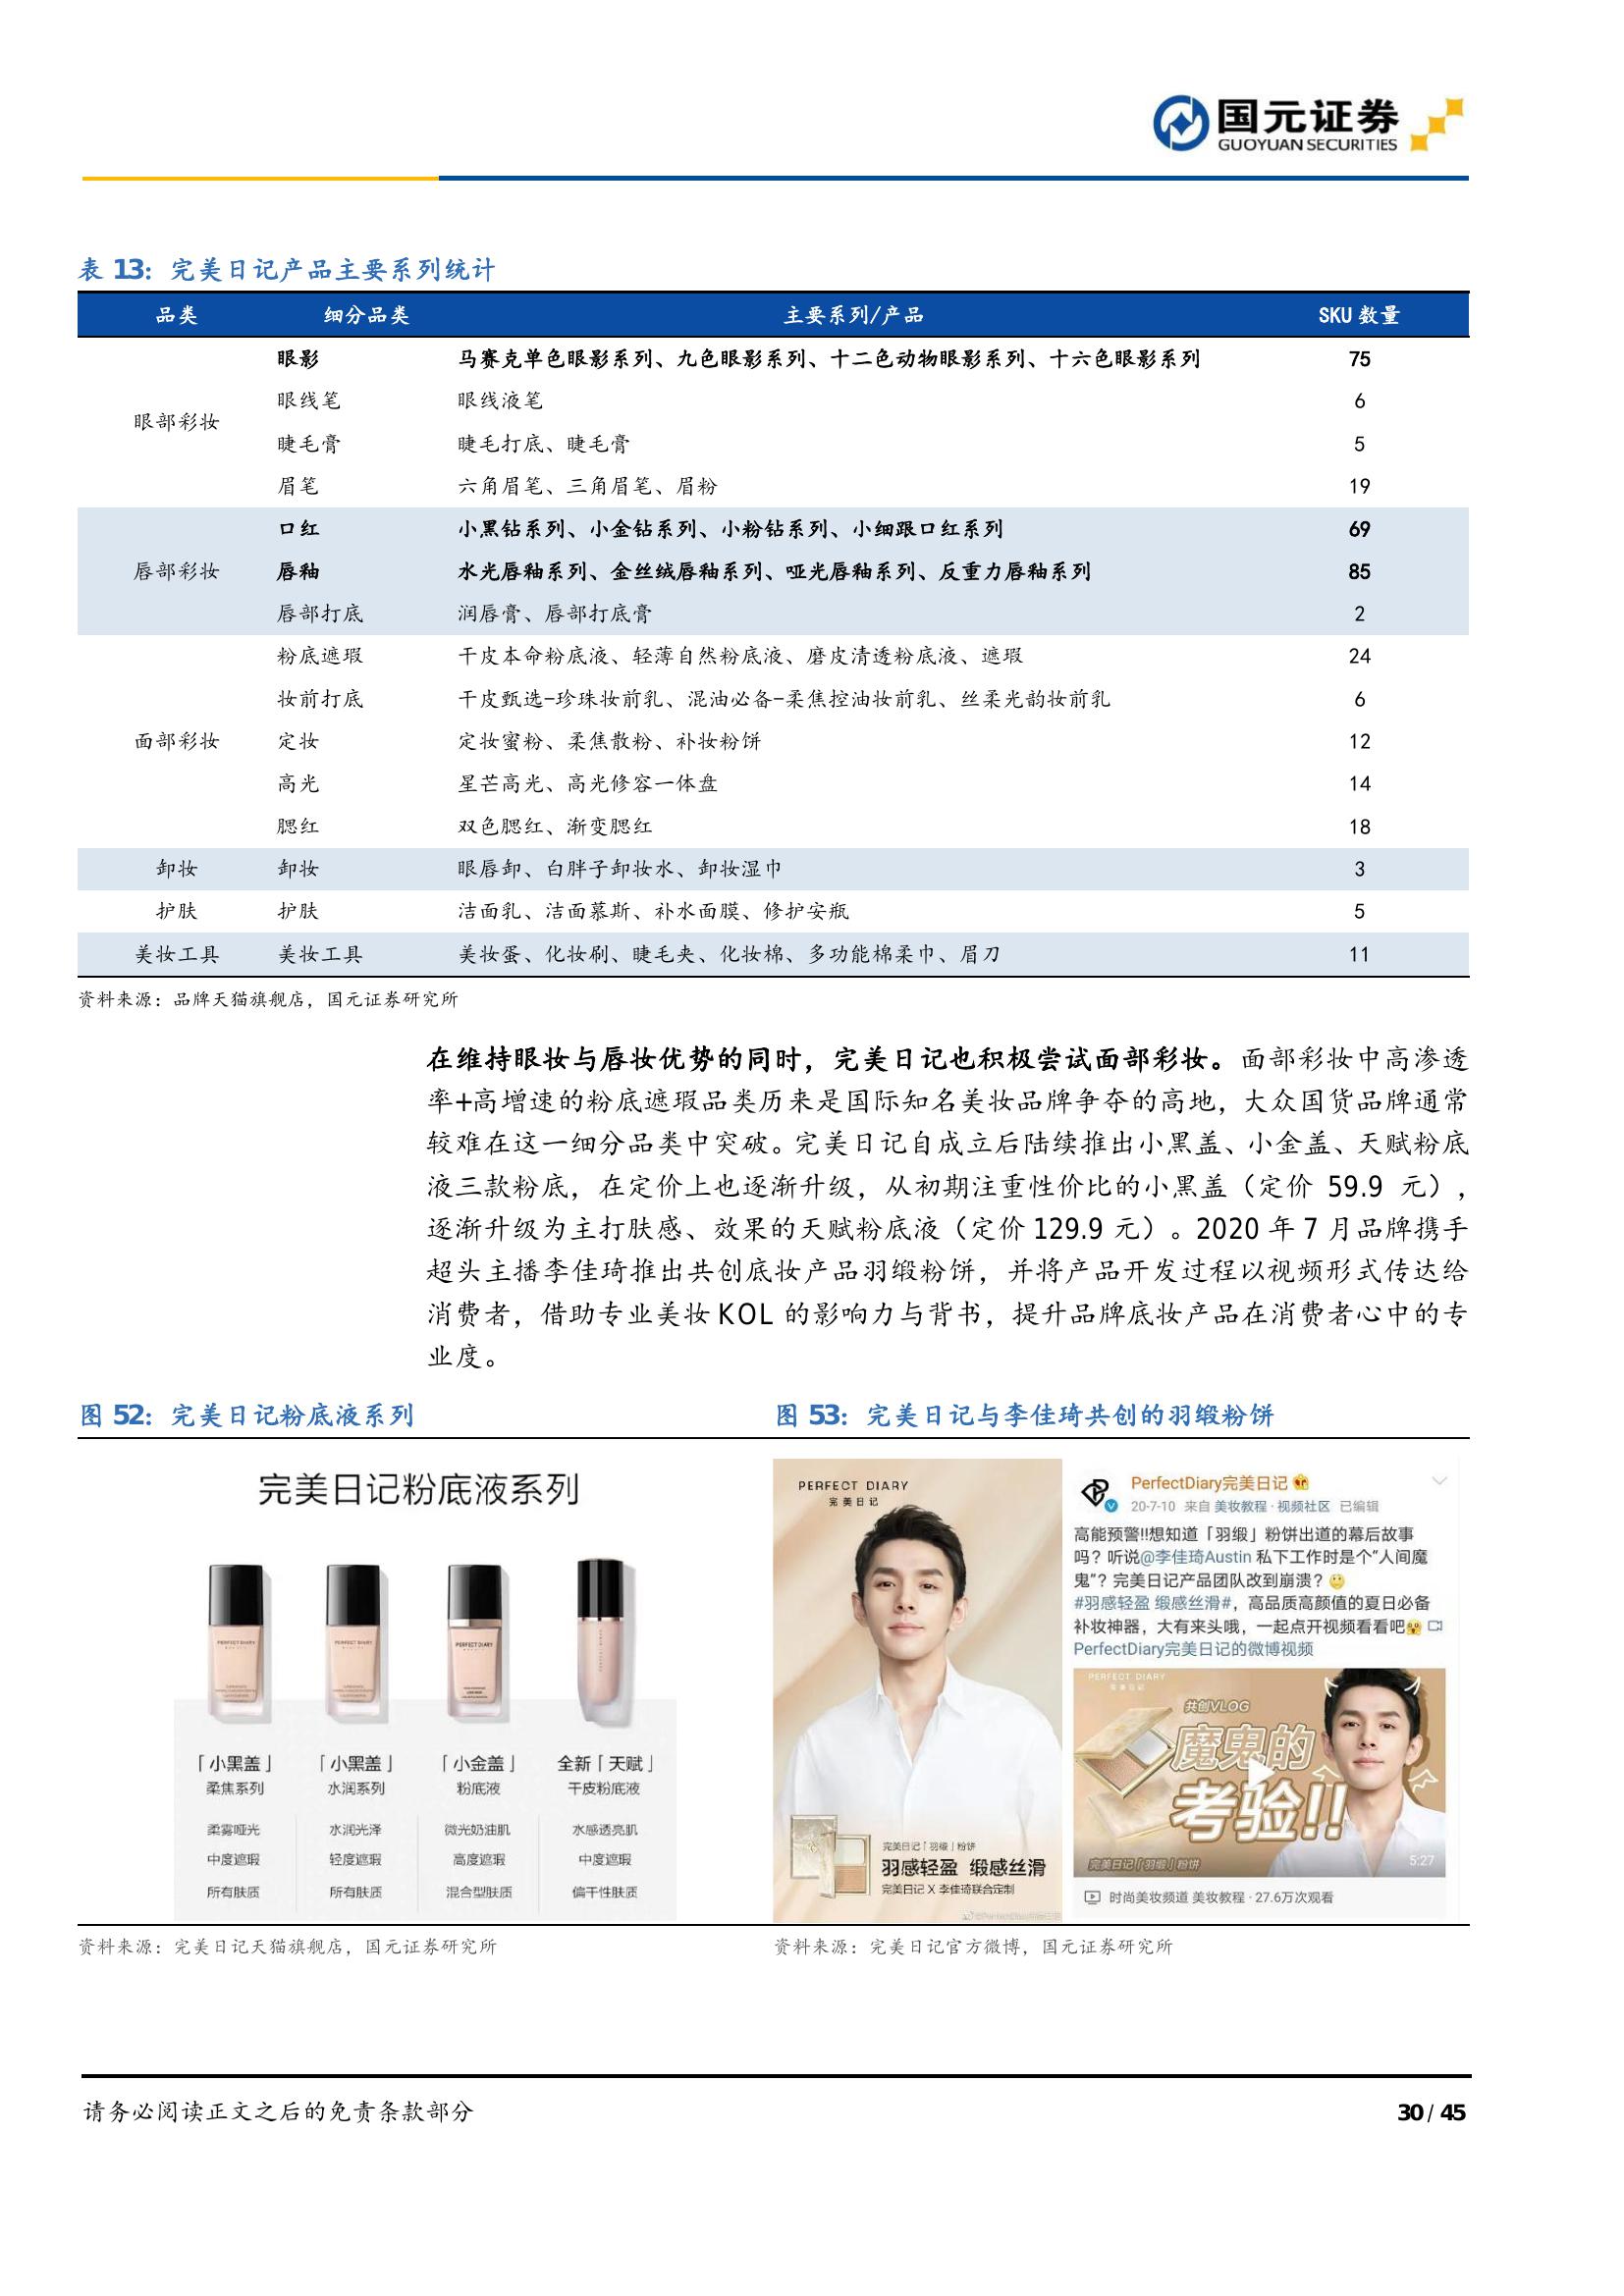 国元证券
GUOYUAN SECURITIES
表 13：完美日记产品主要系列统计
品类 细分品类 主要系列/产品 SKU 数量
眼部彩妆
眼影 马赛克单色眼影系列、九色眼影系列、十二色动物眼影系列、十六色眼影系列 75
眼线笔 眼线液笔 6
睫毛膏 睫毛打底、睫毛膏 5
眉笔 六角眉笔、三角眉笔、眉粉 19
唇部彩妆
口红 小黑钻系列、小金钻系列、小粉钻系列、小细跟口红系列 69
唇釉 水光唇釉系列、金丝绒唇釉系列、哑光唇釉系列、反重力唇釉系列 85
唇部打底 润唇膏、唇部打底膏 2
面部彩妆
粉底遮瑕 干皮本命粉底液、轻薄自然粉底液、磨皮清透粉底液、遮瑕 24
妆前打底 干皮甄选-珍珠妆前乳、混油必备-柔焦控油妆前乳、丝柔光韵妆前乳 6
定妆 定妆蜜粉、柔焦散粉、补妆粉饼 12
高光 星芒高光、高光修容一体盘 14
腮红 双色腮红、渐变腮红 18
卸妆 卸妆 眼唇卸、白胖子卸妆水、卸妆湿巾 3
护肤 护肤 洁面乳、洁面慕斯、补水面膜、修护安瓶 5
美妆工具 美妆工具 美妆蛋、化妆刷、睫毛夹、化妆棉、多功能棉柔巾、眉刀 11
资料来源：品牌天猫旗舰店，国元证券研究所
在维持眼妆与唇妆优势的同时，完美日记也积极尝试面部彩妆。面部彩妆中高渗透
率+高增速的粉底遮瑕品类历来是国际知名美妆品牌争夺的高地，大众国货品牌通常
较难在这一细分品类中突破。完美日记自成立后陆续推出小黑盖、小金盖、天赋粉底
液三款粉底，在定价上也逐渐升级，从初期注重性价比的小黑盖（定价 59.9 元），
逐渐升级为主打肤感、效果的天赋粉底液（定价 129.9 元）。2020 年 7 月品牌携手
超头主播李佳琦推出共创底妆产品羽缎粉饼，并将产品开发过程以视频形式传达给
消费者，借助专业美妆 KOL 的影响力与背书，提升品牌底妆产品在消费者心中的专
业度。
图 52：完美日记粉底液系列
完美日记粉底液系列
PERFECT DIARY
PERFECT DIARY
PERFECT DIARY
「小黑盖」 「小黑盖」 「小金盖」 全新「天赋」
柔焦系列 水润系列 粉底液 干皮粉底液
柔雾哑光 水润光泽 微光奶油肌 水感透亮肌
中度遮瑕 轻度遮瑕 高度遮瑕 中度遮瑕
所有肤质 所有肤质 混合型肤质 偏干性肤质
资料来源：完美日记天猫旗舰店，国元证券研究所
图 53：完美日记与李佳琦共创的羽缎粉饼
PERFECT DIARY
完美日记
完美日记「羽缎」粉饼
羽感轻盈 缎感丝滑
完美日记 X 李佳琦联合定制
PerfectDiary完美日记
20-7-10 来自 美妆教程 · 视频社区 已编辑
高能预警!!想知道「羽缎」粉饼出道的幕后故事
吗？听说@李佳琦Austin 私下工作时是个“人间魔
鬼”？完美日记产品团队改到崩溃？
#羽感轻盈 缎感丝滑#，高品质高颜值的夏日必备
补妆神器，大有来头哦，一起点开视频看看吧
PerfectDiary完美日记的微博视频
PERFECT DIARY
完美日记
共创VLOG
魔鬼的
考验!!
完美日记「羽缎」粉饼
5:27
时尚美妆频道 美妆教程 · 27.6万次观看
资料来源：完美日记官方微博，国元证券研究所
请务必阅读正文之后的免责条款部分
30 / 45